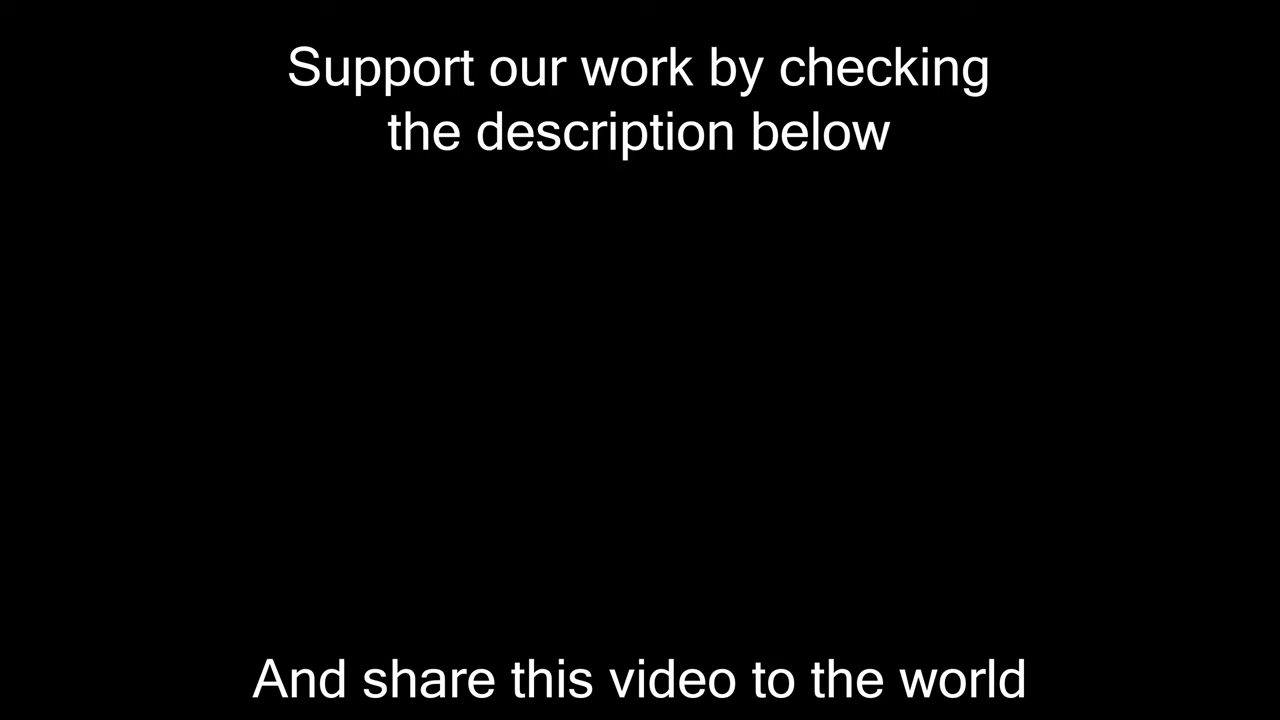 Support our work by checking
the description below
And share this video to the world